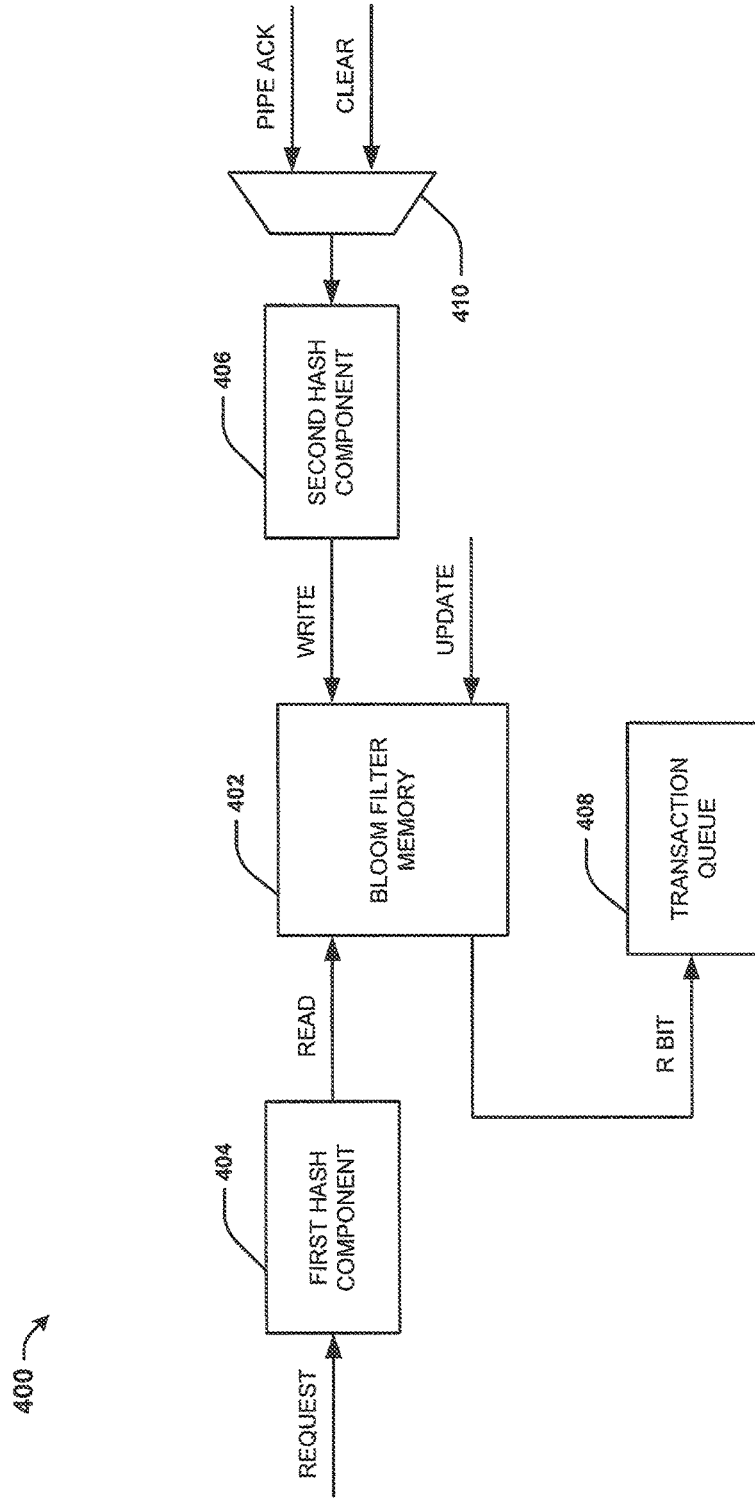 400
REQUEST
404
FIRST HASH
COMPONENT
READ
402
BLOOM FILTER
MEMORY
WRITE
406
SECOND HASH
COMPONENT
410
PIPE ACK
CLEAR
UPDATE
R BIT
408
TRANSACTION
QUEUE